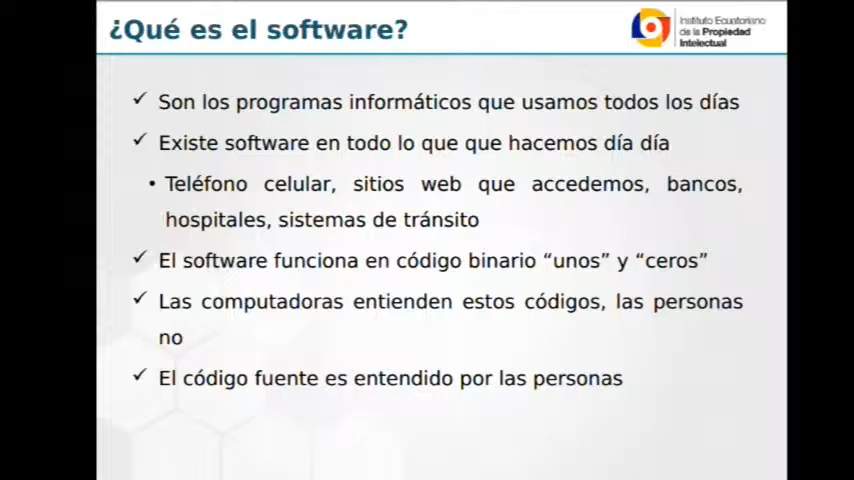 ¿Qué es el software?
Instituto Ecuatoriano
de la Propiedad
Intelectual
✓ Son los programas informáticos que usamos todos los días
✓ Existe software en todo lo que que hacemos día día
• Teléfono celular, sitios web que accedemos, bancos,
hospitales, sistemas de tránsito
✓ El software funciona en código binario “unos” y “ceros”
✓ Las computadoras entienden estos códigos, las personas
no
✓ El código fuente es entendido por las personas